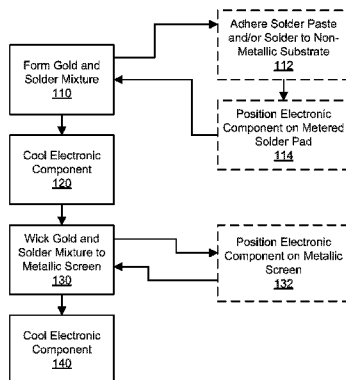 Form Gold and
Solder Mixture
110
Adhere Solder Paste
and/or Solder to Non-
Metallic Substrate
112
Position Electronic
Component on Metered
Solder Pad
114
Cool Electronic
Component
120
Wick Gold and
Solder Mixture to
Metallic Screen
130
Position Electronic
Component on Metallic
Screen
132
Cool Electronic
Component
140